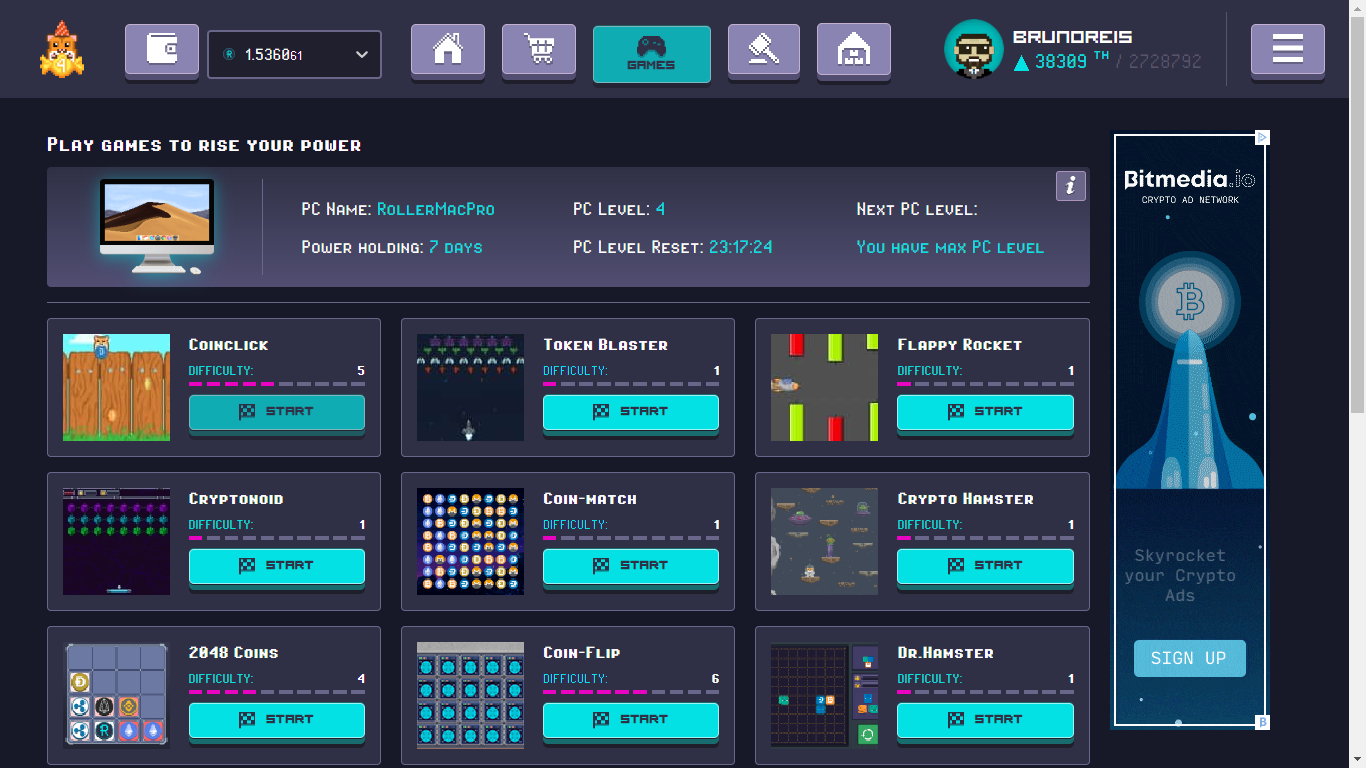 1.536061
GAMES
BRUNOREIS
38309 TH / 2728792
Play games to rise your power
PC Name: RollerMacPro
PC Level: 4
Next PC level:
Power holding: 7 days
PC Level Reset: 23:17:24
You have max PC level
i
Coinclick
DIFFICULTY: 5
START
Token Blaster
DIFFICULTY: 1
START
Flappy Rocket
DIFFICULTY: 1
START
Cryptonoid
DIFFICULTY: 1
START
Coin-match
DIFFICULTY: 1
START
Crypto Hamster
DIFFICULTY: 1
START
2048 Coins
DIFFICULTY: 4
START
Coin-Flip
DIFFICULTY: 6
START
Dr.Hamster
DIFFICULTY: 1
START
Bitmedia.io
CRYPTO AD NETWORK
Skyrocket
your Crypto
Ads
SIGN UP